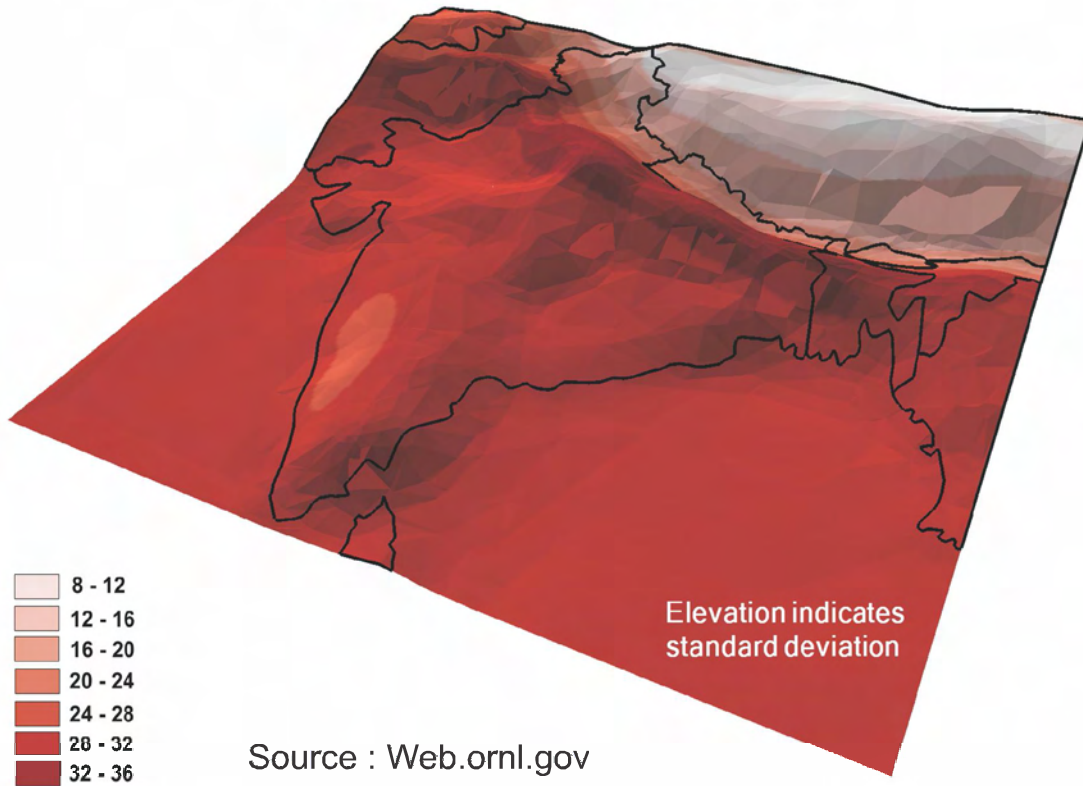 8 - 12
12 - 16
16 - 20
20 - 24
24 - 28
28 - 32
32 - 36
Elevation indicates
standard deviation
Source : Web.ornl.gov